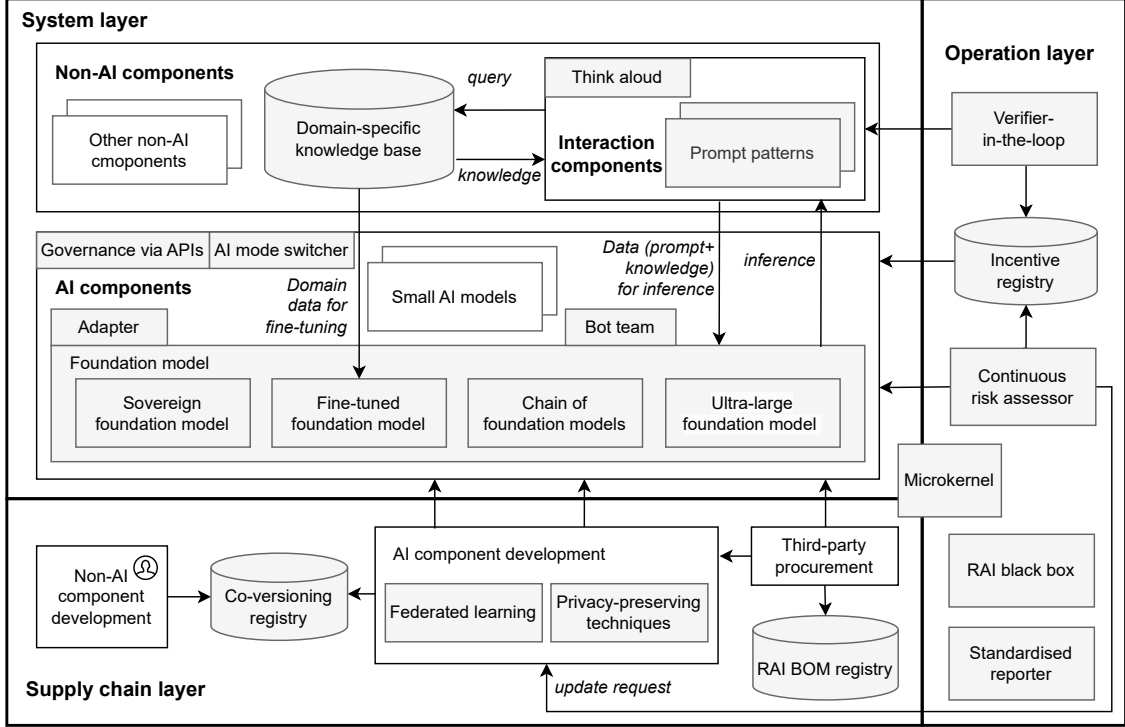 System layer
Non-AI components
Other non-AI
cmoponents
Domain-specific
knowledge base
query
knowledge
Think aloud
Interaction
components
Prompt patterns
Governance via APIs
AI mode switcher
AI components
Domain
data for
fine-tuning
Small AI models
Data (prompt+
knowledge)
for inference
inference
Adapter
Bot team
Foundation model
Sovereign
foundation model
Fine-tuned
foundation model
Chain of
foundation models
Ultra-large
foundation model
Operation layer
Verifier-
in-the-loop
Incentive
registry
Continuous
risk assessor
Microkernel
RAI black box
Standardised
reporter
Non-AI
component
development
Co-versioning
registry
AI component development
Federated learning
Privacy-preserving
techniques
Third-party
procurement
RAI BOM registry
update request
Supply chain layer